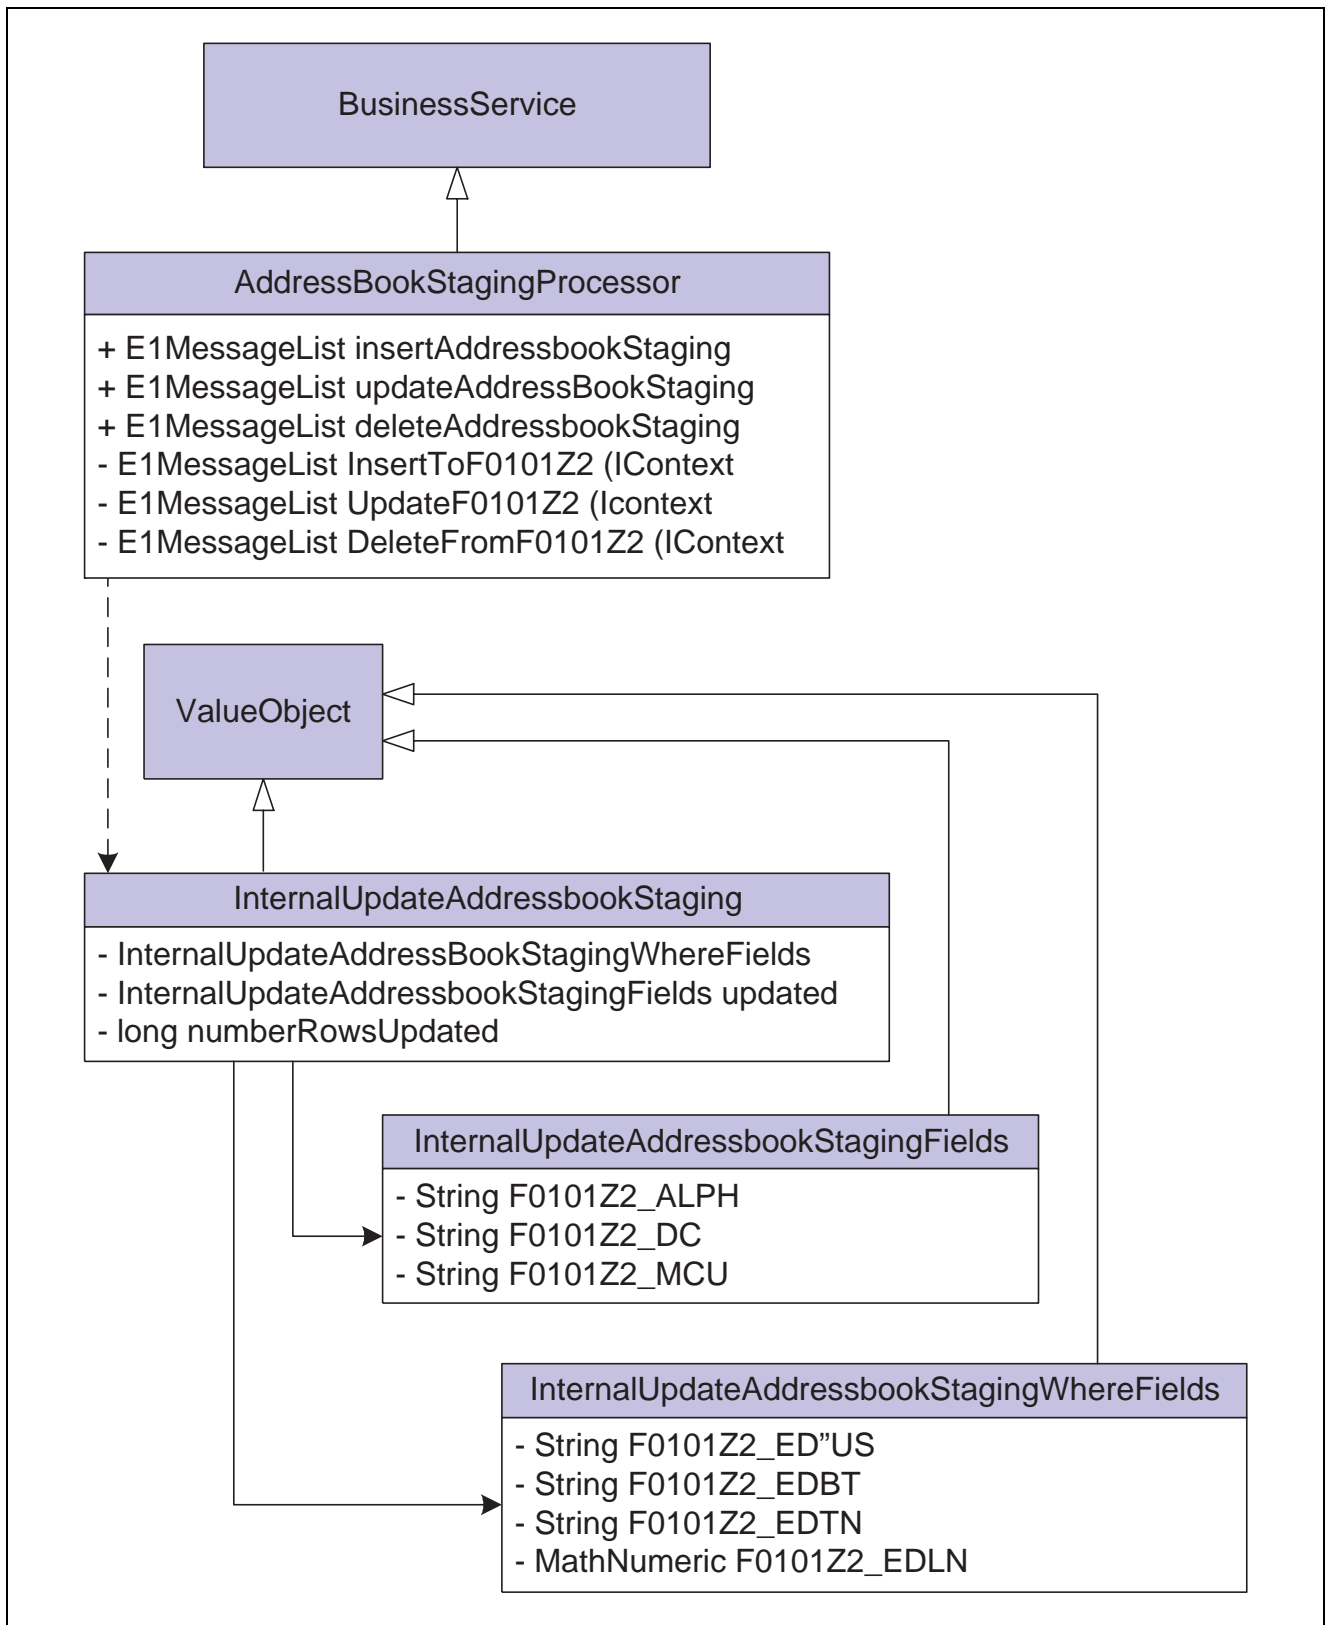 BusinessService
AddressBookStagingProcessor
+ E1MessageList insertAddressbookStaging
+ E1MessageList updateAddressBookStaging
+ E1MessageList deleteAddressbookStaging
- E1MessageList InsertToF0101Z2 (IContext
- E1MessageList UpdateF0101Z2 (Icontext
- E1MessageList DeleteFromF0101Z2 (IContext
ValueObject
InternalUpdateAddressbookStaging
- InternalUpdateAddressBookStagingWhereFields
- InternalUpdateAddressbookStagingFields updated
- long numberRowsUpdated
InternalUpdateAddressbookStagingFields
- String F0101Z2_ALPH
- String F0101Z2_DC
- String F0101Z2_MCU
InternalUpdateAddressbookStagingWhereFields
- String F0101Z2_ED”US
- String F0101Z2_EDBT
- String F0101Z2_EDTN
- MathNumeric F0101Z2_EDLN